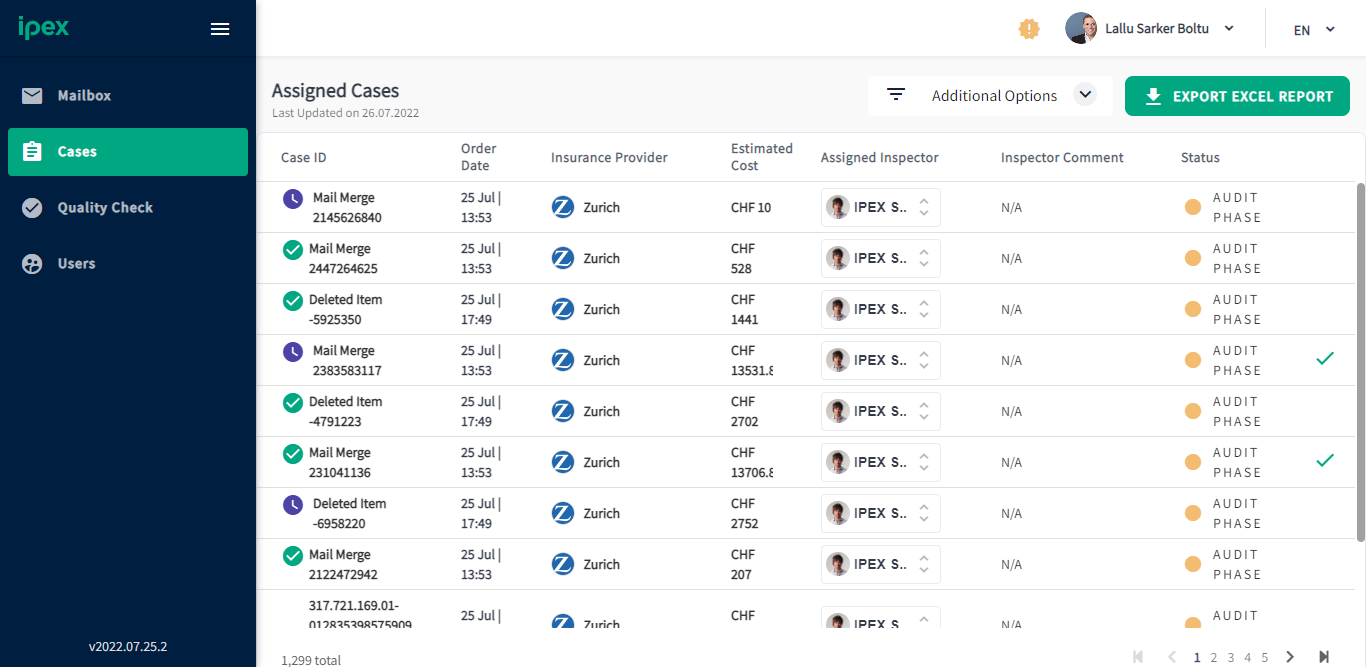 ipex
Lallu Sarker Boltu
EN
Mailbox
Cases
Quality Check
Users
v2022.07.25.2
Assigned Cases
Last Updated on 26.07.2022
Additional Options
EXPORT EXCEL REPORT
Case ID
Order
Date
Insurance Provider
Estimated
Cost
Assigned Inspector
Inspector Comment
Status
Mail Merge
2145626840
25 Jul |
13:53
Zurich
CHF 10
IPEX S..
N/A
AUDIT
PHASE
Mail Merge
2447264625
25 Jul |
13:53
Zurich
CHF
528
IPEX S..
N/A
AUDIT
PHASE
Deleted Item
-5925350
25 Jul |
17:49
Zurich
CHF
1441
IPEX S..
N/A
AUDIT
PHASE
Mail Merge
2383583117
25 Jul |
13:53
Zurich
CHF
13531.8
IPEX S..
N/A
AUDIT
PHASE
Deleted Item
-4791223
25 Jul |
17:49
Zurich
CHF
2702
IPEX S..
N/A
AUDIT
PHASE
Mail Merge
231041136
25 Jul |
13:53
Zurich
CHF
13706.8
IPEX S..
N/A
AUDIT
PHASE
Deleted Item
-6958220
25 Jul |
17:49
Zurich
CHF
2752
IPEX S..
N/A
AUDIT
PHASE
Mail Merge
2122472942
25 Jul |
13:53
Zurich
CHF
207
IPEX S..
N/A
AUDIT
PHASE
317.721.169.01-
012835398575909
25 Jul |
Zurich
CHF
IPEX S
N/A
AUDIT
1,299 total
1 2 3 4 5